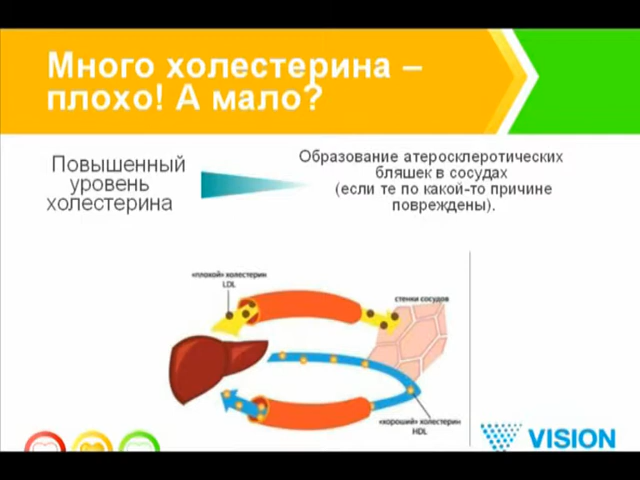 Много холестерина –
плохо! А мало?
Повышенный
уровень
холестерина
Образование атеросклеротических
бляшек в сосудах
(если те по какой-то причине
повреждены).
«плохой» холестерин
LDL
стенки сосудов
«хороший» холестерин
HDL
VISION